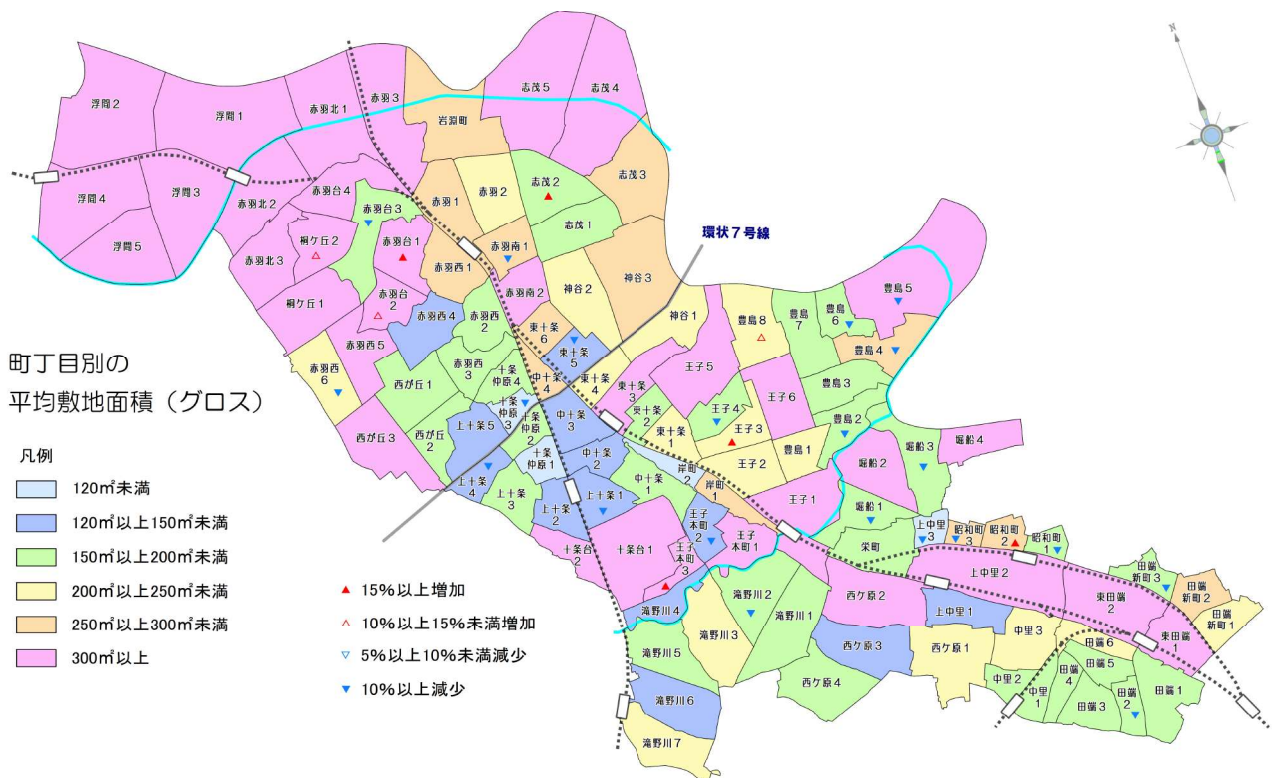 町丁目別の
平均敷地面積（グロス）
凡例
120㎡未満
120㎡以上150㎡未満
150㎡以上200㎡未満
200㎡以上250㎡未満
250㎡以上300㎡未満
300㎡以上
15%以上増加
10%以上15%未満増加
5%以上10%未満減少
10%以上減少
環状７号線
N
浮間2
浮間1
赤羽北1
赤羽3
岩淵町
志茂5
志茂4
浮間4
浮間3
赤羽北2
赤羽台4
赤羽台3
赤羽1
赤羽2
志茂2
志茂3
浮間5
赤羽北3
桐ケ丘2
赤羽台1
赤羽西1
赤羽南1
志茂1
桐ケ丘1
赤羽台
2
赤羽西4
赤羽西
2
赤羽南2
神谷2
神谷3
神谷1
赤羽西5
赤羽西
6
西が丘1
赤羽西
3
十条
仲原4
東十条
6
東十条
5
中十条
4
東十条
4
西が丘3
西が丘
2
上十条5
十条
仲原
3
十条
仲原
2
中十条
3
東十条
3
東十条
2
東十条
1
上十条
4
上十条
3
十条
仲原1
中十条
2
中十条
1
岸町
2
岸町
1
上十条
2
上十条1
十条台
2
十条台1
王子
本町
2
王子
本町1
王子
本町
3
王子5
王子4
王子3
王子2
王子6
王子1
豊島8
豊島
7
豊島
6
豊島5
豊島4
豊島3
豊島2
豊島1
堀船2
堀船3
堀船4
堀船1
栄町
上中里
3
昭和町
3
昭和町
2
昭和町
1
上中里2
田端
新町3
田端
新町2
田端
新町1
東田端
2
東田端
1
滝野川4
滝野川2
滝野川1
滝野川3
滝野川5
滝野川6
滝野川7
西ケ原2
西ケ原3
西ケ原4
西ケ原1
上中里1
中里3
中里2
中里
1
田端6
田端5
田端
4
田端3
田端
2
田端1